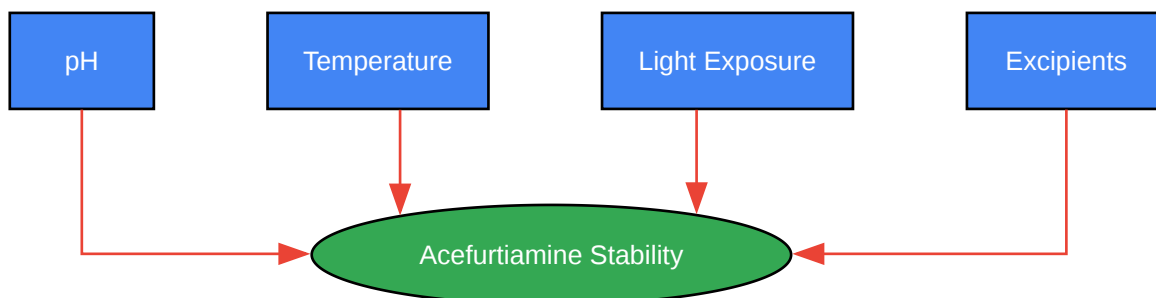 pH
Temperature
Light Exposure
Excipients
Acefurtiamine Stability